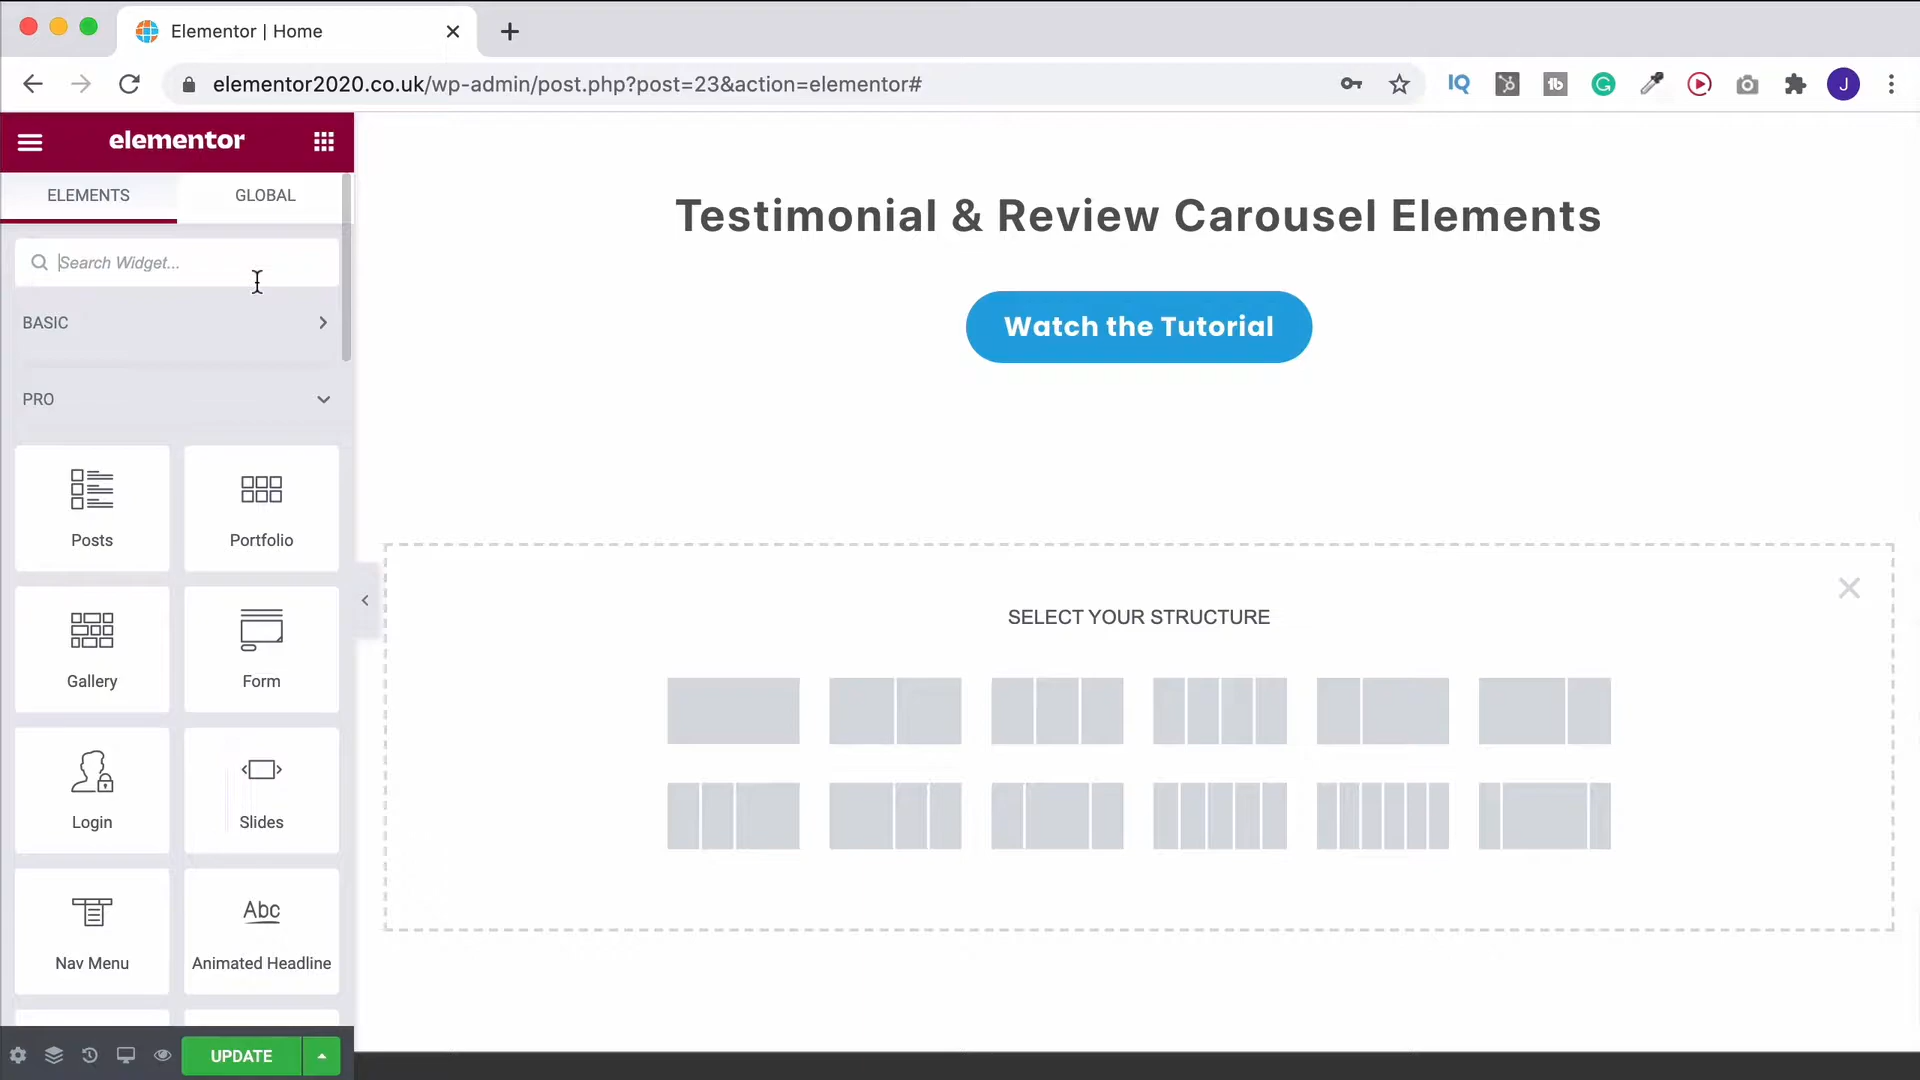 Elementor | Home
elementor2020.co.uk/wp-admin/post.php?post=23&action=elementor#
IQ
tb
G
J
elementor
ELEMENTS
GLOBAL
Search Widget...
BASIC
PRO
Posts
Portfolio
Gallery
Form
Login
Slides
Nav Menu
Abc
Animated Headline
UPDATE
Testimonial & Review Carousel Elements
Watch the Tutorial
SELECT YOUR STRUCTURE